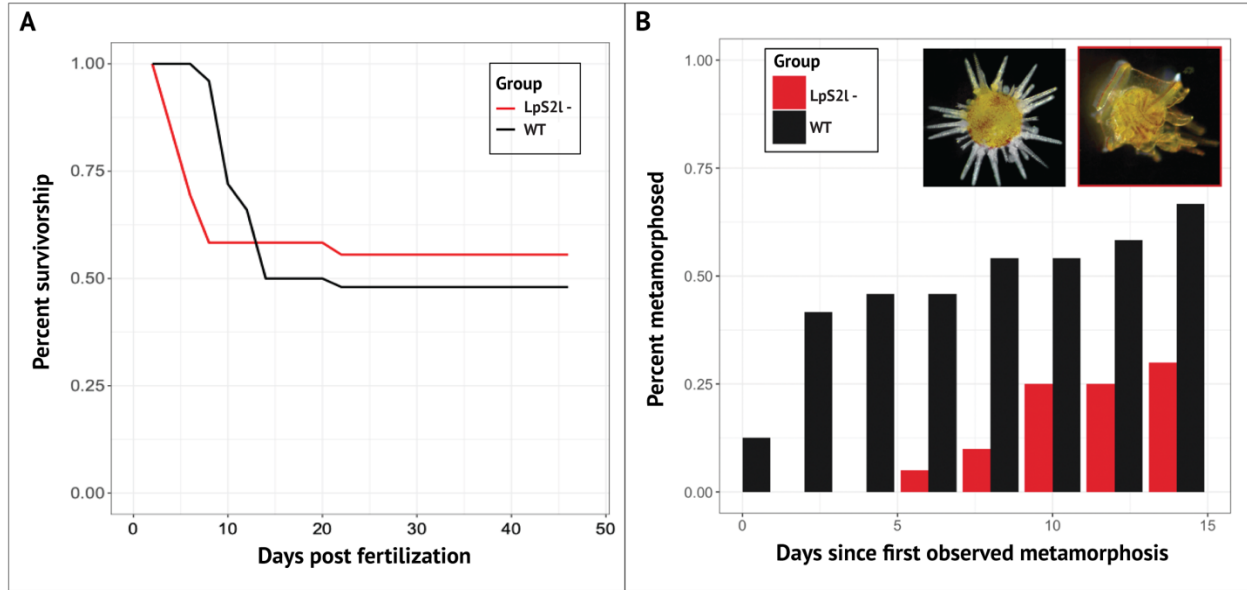 A
1.00
0.75
0.50
0.25
0.00
Percent survivorship
Group
LpS2l -
WT
0
10
20
30
40
50
Days post fertilization
B
1.00
0.75
0.50
0.25
0.00
Percent metamorphosed
Group
LpS2l -
WT
0
5
10
15
Days since first observed metamorphosis